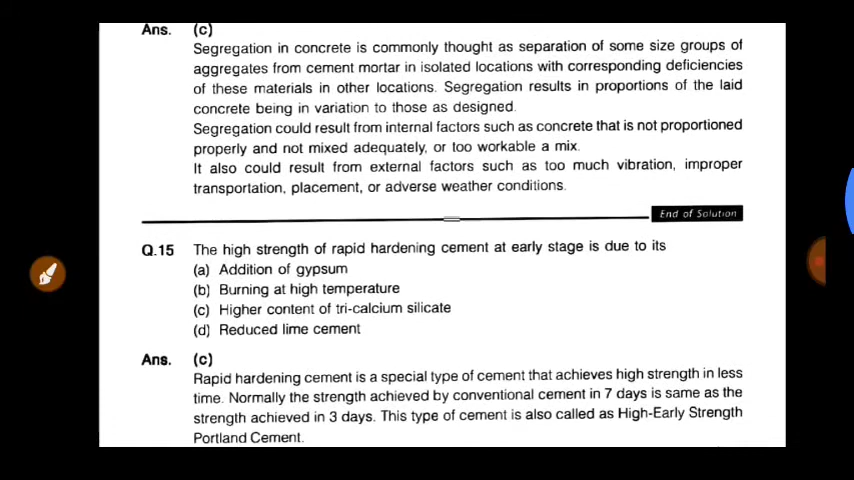 Ans. (c)
Segregation in concrete is commonly thought as separation of some size groups of
aggregates from cement mortar in isolated locations with corresponding deficiencies
of these materials in other locations. Segregation results in proportions of the laid
concrete being in variation to those as designed.
Segregation could result from internal factors such as concrete that is not proportioned
properly and not mixed adequately, or too workable a mix.
It also could result from external factors such as too much vibration, improper
transportation, placement, or adverse weather conditions.
End of Solution
Q.15 The high strength of rapid hardening cement at early stage is due to its
(a) Addition of gypsum
(b) Burning at high temperature
(c) Higher content of tri-calcium silicate
(d) Reduced lime cement
Ans. (c)
Rapid hardening cement is a special type of cement that achieves high strength in less
time. Normally the strength achieved by conventional cement in 7 days is same as the
strength achieved in 3 days. This type of cement is also called as High-Early Strength
Portland Cement.